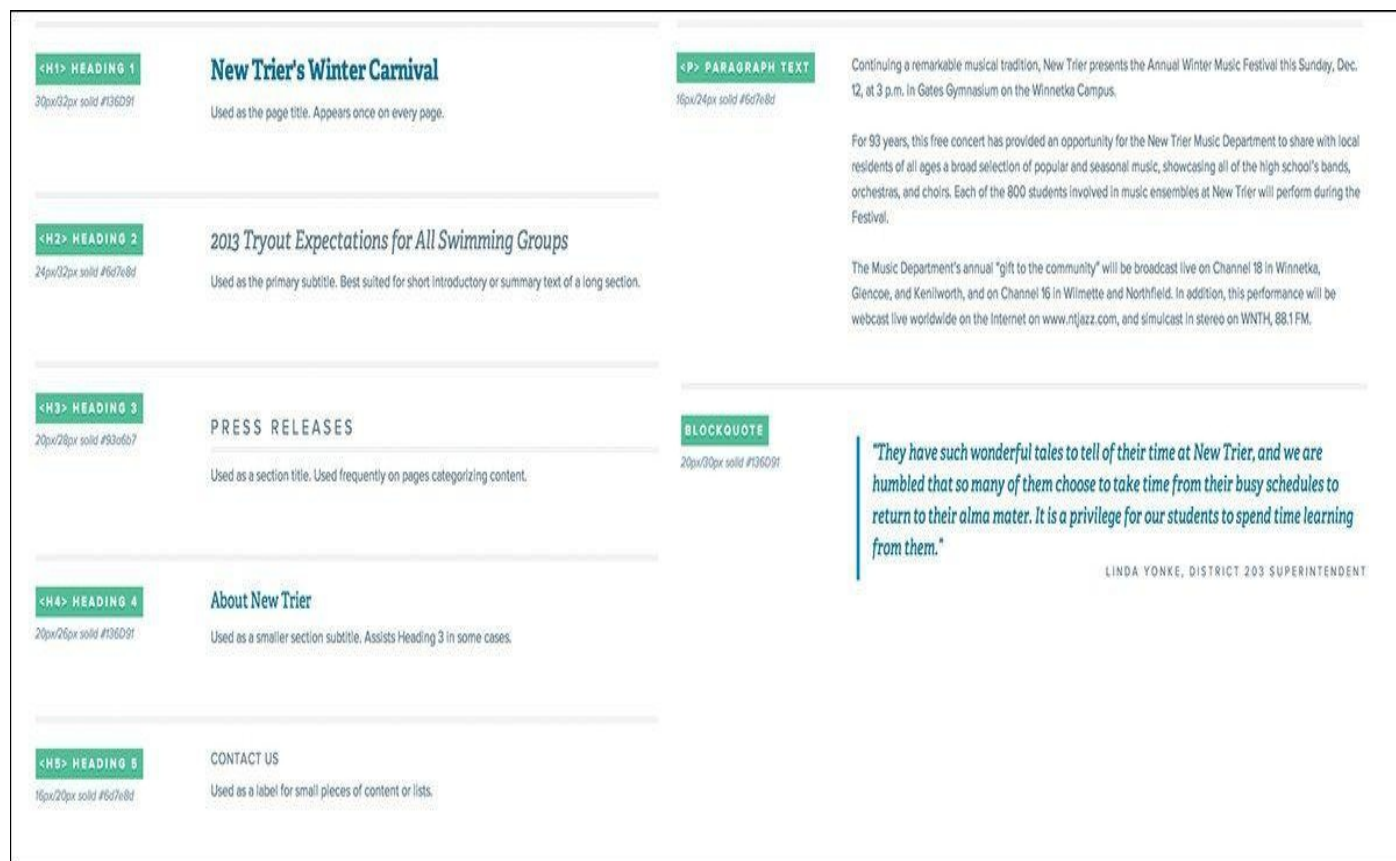 <H1> HEADING 1
30px/32px solid #136D91
New Trier's Winter Carnival
Used as the page title. Appears once on every page.
<H2> HEADING 2
24px/32px solid #6d7e8d
2013 Tryout Expectations for All Swimming Groups
Used as the primary subtitle. Best suited for short introductory or summary text of a long section.
<H3> HEADING 3
20px/28px solid #93a6b7
PRESS RELEASES
Used as a section title. Used frequently on pages categorizing content.
<H4> HEADING 4
20px/26px solid #136D91
About New Trier
Used as a smaller section subtitle. Assists Heading 3 in some cases.
<H5> HEADING 5
16px/20px solid #6d7e8d
CONTACT US
Used as a label for small pieces of content or lists.
<P> PARAGRAPH TEXT
16px/24px solid #6d7e8d
Continuing a remarkable musical tradition, New Trier presents the Annual Winter Music Festival this Sunday, Dec.
12, at 3 p.m. in Gates Gymnasium on the Winnetka Campus.
For 93 years, this free concert has provided an opportunity for the New Trier Music Department to share with local
residents of all ages a broad selection of popular and seasonal music, showcasing all of the high school's bands,
orchestras, and choirs. Each of the 800 students involved in music ensembles at New Trier will perform during the
Festival.
The Music Department's annual "gift to the community" will be broadcast live on Channel 18 in Winnetka,
Glencoe, and Kenilworth, and on Channel 16 in Wilmette and Northfield. In addition, this performance will be
webcast live worldwide on the Internet on www.ntjazz.com, and simulcast in stereo on WNTH, 88.1 FM.
BLOCKQUOTE
20px/30px solid #136D91
"They have such wonderful tales to tell of their time at New Trier, and we are
humbled that so many of them choose to take time from their busy schedules to
return to their alma mater. It is a privilege for our students to spend time learning
from them."
LINDA YONKE, DISTRICT 203 SUPERINTENDENT